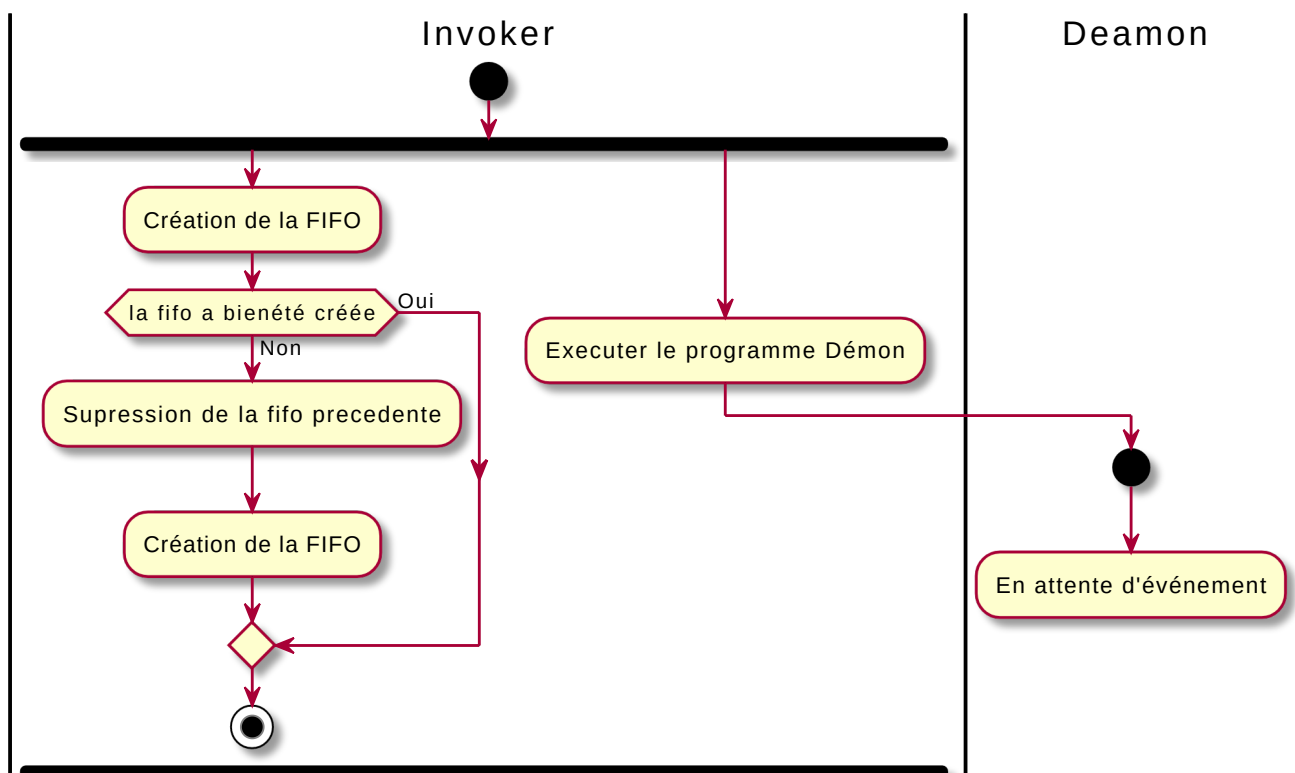 Invoker
Deamon
Création de la FIFO
la fifo a bienété créée
Oui
Non
Executer le programme Démon
Supression de la fifo precedente
Création de la FIFO
En attente d'événement